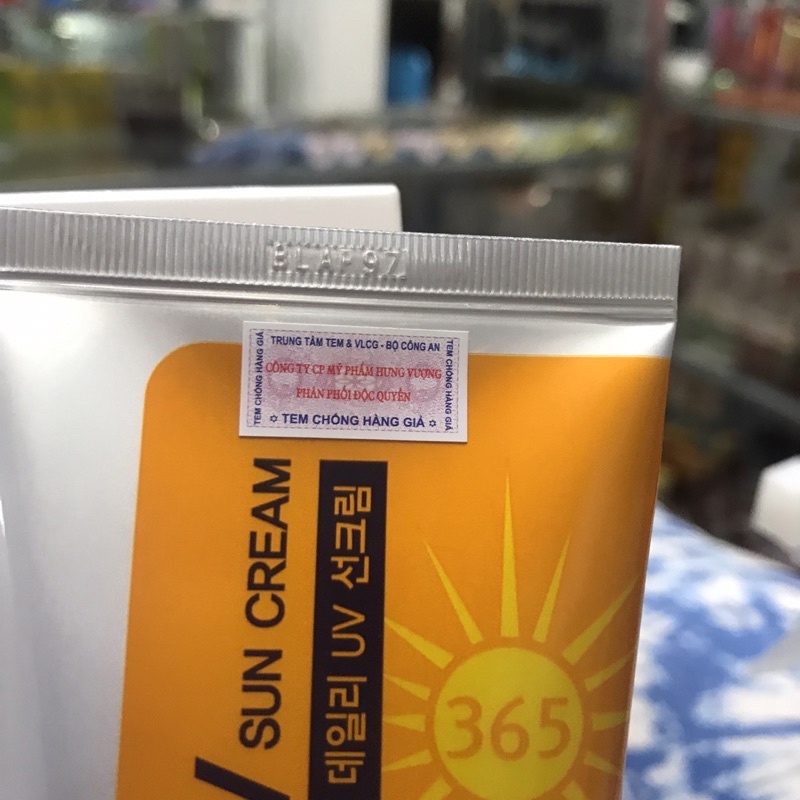 BLAP97
TRUNG TÂM TEM & VLCG - BỘ CÔNG AN
CÔNG TY CP MỸ PHẨM HƯNG VƯỢNG
PHÂN PHỐI ĐỘC QUYỀN
TEM CHỐNG HÀNG GIẢ
TEM CHỐNG HÀNG GIẢ
TEM CHỐNG HÀNG GIẢ
SUN CREAM
데일리 UV 선크림
365